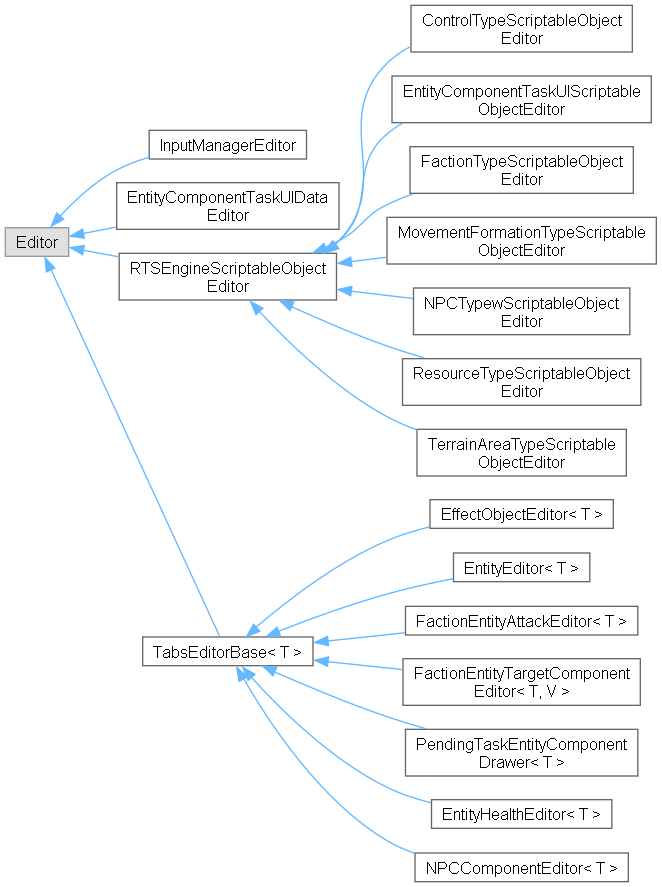 ControlTypeScriptableObject
Editor
EntityComponentTaskUIScriptable
ObjectEditor
InputManagerEditor
FactionTypeScriptableObject
Editor
EntityComponentTaskUIData
Editor
MovementFormationTypeScriptable
ObjectEditor
Editor
RTSEngineScriptableObject
Editor
NPCTypewScriptableObject
Editor
ResourceTypeScriptableObject
Editor
TerrainAreaTypeScriptable
ObjectEditor
EffectObjectEditor< T >
EntityEditor< T >
FactionEntityAttackEditor< T >
TabsEditorBase< T >
FactionEntityTargetComponent
Editor< T, V >
PendingTaskEntityComponent
Drawer< T >
EntityHealthEditor< T >
NPCComponentEditor< T >